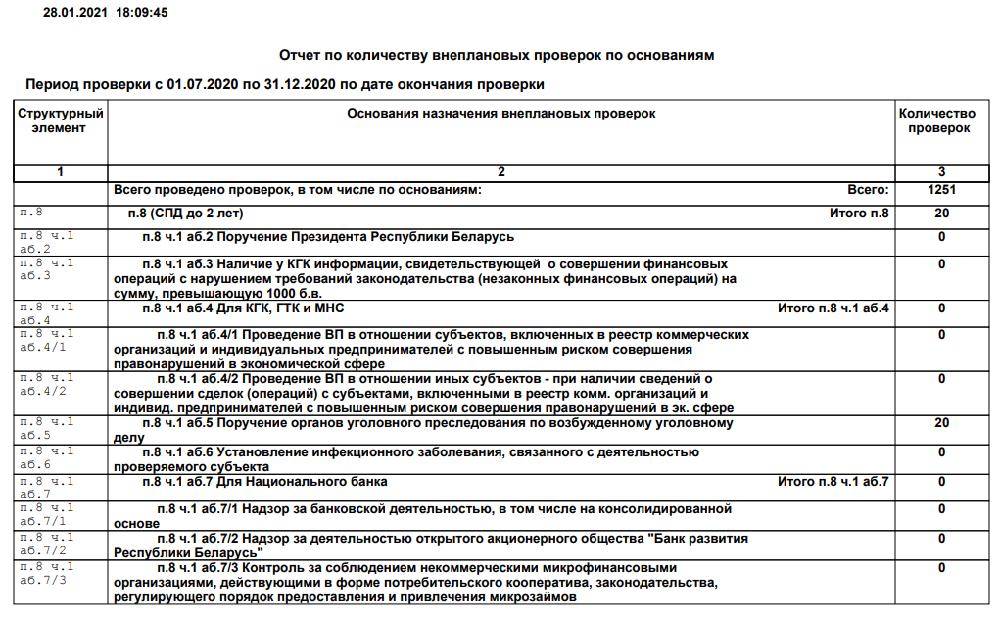 28.01.2021 18:09:45
Отчет по количеству внеплановых проверок по основаниям
Период проверки с 01.07.2020 по 31.12.2020 по дате окончания проверки
Структурный
элемент
Основания назначения внеплановых проверок
Количество
проверок
1 2 3
Всего проведено проверок, в том числе по основаниям: Всего: 1251
п.8 п.8 (СПД до 2 лет) Итого п.8 20
п.8 ч.1 п.8 ч.1 аб.2 Поручение Президента Республики Беларусь 0
аб.2
п.8 ч.1 п.8 ч.1 аб.3 Наличие у КГК информации, свидетельствующей о совершении финансовых 0
аб.3 операций с нарушением требований законодательства (незаконных финансовых операций) на
сумму, превышающую 1000 б.в.
п.8 ч.1 п.8 ч.1 аб.4 Для КГК, ГТК и МНС Итого п.8 ч.1 аб.4 0
аб.4
п.8 ч.1 п.8 ч.1 аб.4/1 Проведение ВП в отношении субъектов, включенных в реестр коммерческих 0
аб.4/1 организаций и индивидуальных предпринимателей с повышенным риском совершения
правонарушений в экономической сфере
п.8 ч.1 п.8 ч.1 аб.4/2 Проведение ВП в отношении иных субъектов - при наличии сведений о 0
аб.4/2 совершении сделок (операций) с субъектами, включенными в реестр комм. организаций и
индивид. предпринимателей с повышенным риском совершения правонарушений в эк. сфере
п.8 ч.1 п.8 ч.1 аб.5 Поручение органов уголовного преследования по возбужденному уголовному 20
аб.5 делу
п.8 ч.1 п.8 ч.1 аб.6 Установление инфекционного заболевания, связанного с деятельностью 0
аб.6 проверяемого субъекта
п.8 ч.1 п.8 ч.1 аб.7 Для Национального банка Итого п.8 ч.1 аб.7 0
аб.7
п.8 ч.1 п.8 ч.1 аб.7/1 Надзор за банковской деятельностью, в том числе на консолидированной 0
аб.7/1 основе
п.8 ч.1 п.8 ч.1 аб.7/2 Надзор за деятельностью открытого акционерного общества "Банк развития 0
аб.7/2 Республики Беларусь"
п.8 ч.1 п.8 ч.1 аб.7/3 Контроль за соблюдением некоммерческими микрофинансовыми 0
аб.7/3 организациями, действующими в форме потребительского кооператива, законодательства,
регулирующего порядок предоставления и привлечения микрозаймов